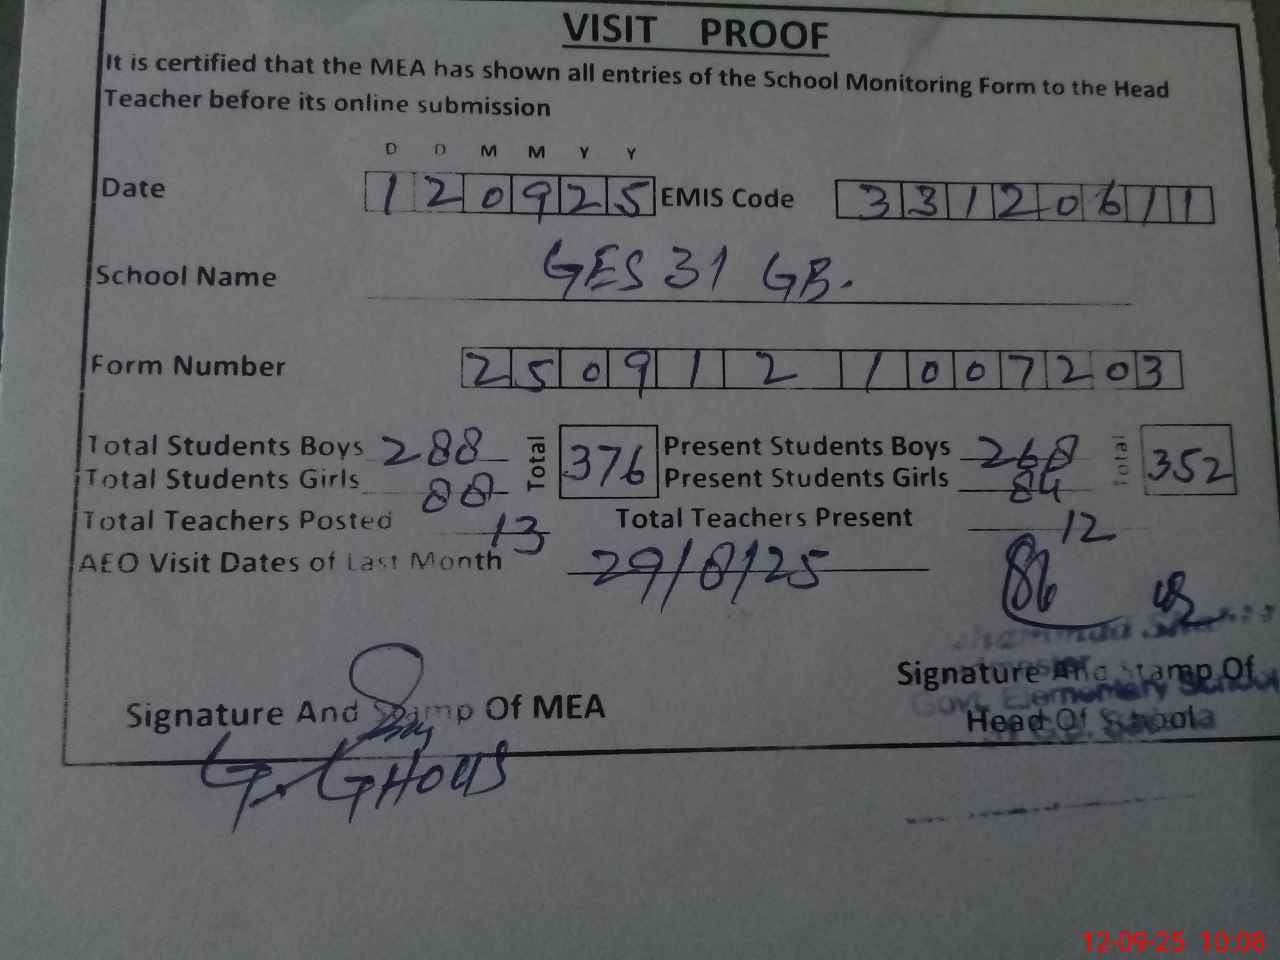 VISIT PROOF
It is certified that the MEA has shown all entries of the School Monitoring Form to the Head
Teacher before its online submission
D D M M Y Y
Date 1 2 0 9 2 5 EMIS Code 3 3 1 2 0 6 1 1
School Name GES 31 GB.
Form Number 2 5 0 9 1 2 1 0 0 7 2 0 3
Total Students Boys 288 Total 376 Present Students Boys 268 Total 352
Total Students Girls 88 Present Students Girls 84
Total Teachers Posted 13 Total Teachers Present 12
AEO Visit Dates of Last Month 29/8/25
Signature And Stamp Of
Govt. Elementary School
Head Of School
Signature And Stamp Of MEA
G. GHOUS
12-09-25 10:08